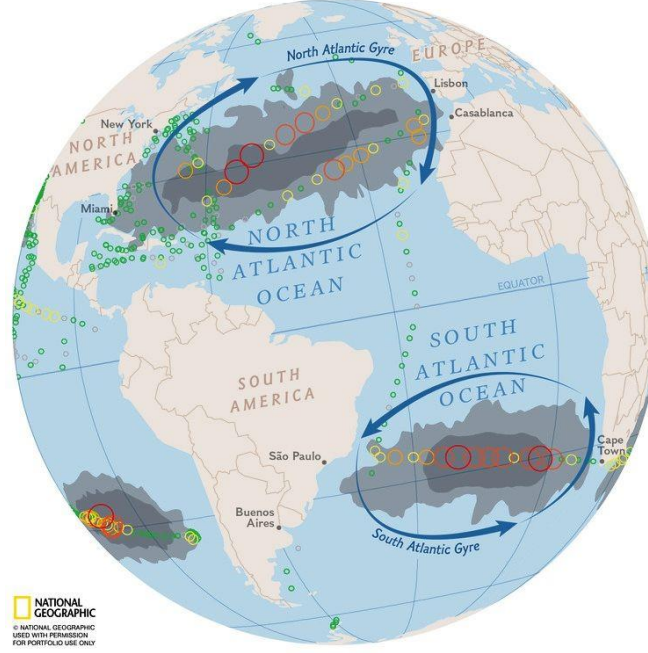 North Atlantic Gyre
EUROPE
Lisbon
Casablanca
New York
NORTH
AMERICA
Miami
NORTH
ATLANTIC
OCEAN
EQUATOR
SOUTH
ATLANTIC
OCEAN
SOUTH
AMERICA
São Paulo
Cape
Town
Buenos
Aires
South Atlantic Gyre
NATIONAL
GEOGRAPHIC
© NATIONAL GEOGRAPHIC
USED WITH PERMISSION
FOR PORTFOLIO USE ONLY